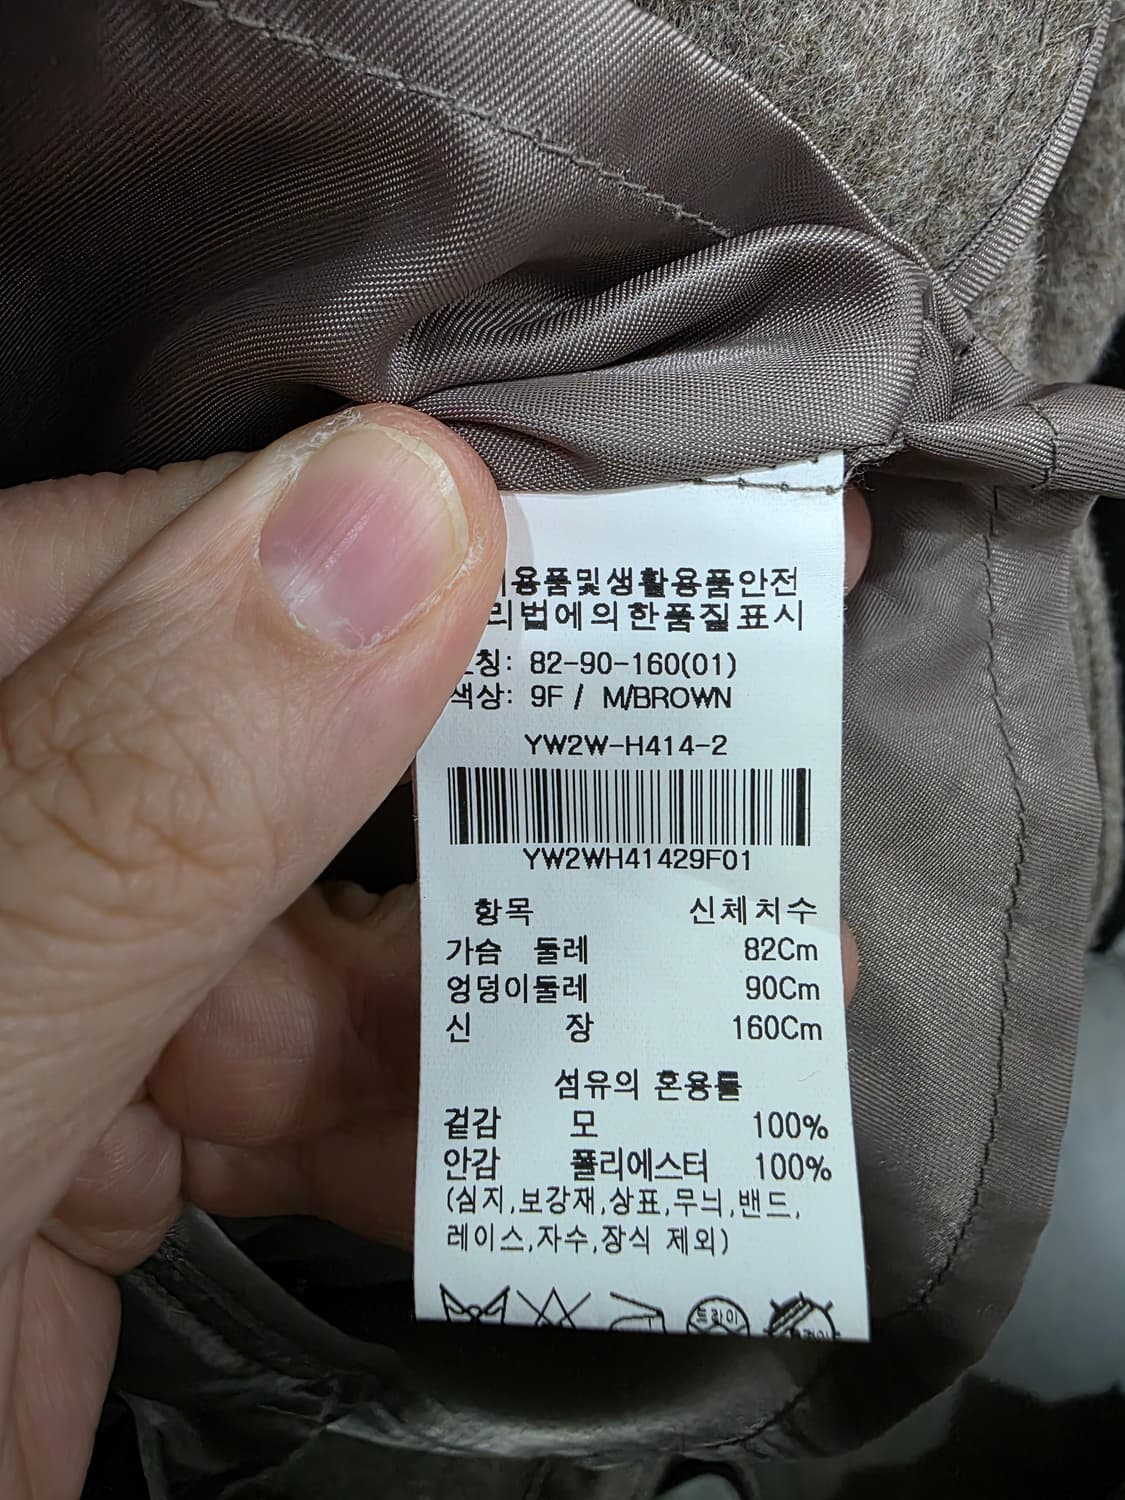 용품및생활용품안전
리법에의한품질표시
칭: 82-90-160(01)
색상: 9F / M/BROWN
YW2W-H414-2
YW2WH41429F01
항목 신체치수
가슴 둘레 82Cm
엉덩이둘레 90Cm
신 장 160Cm
섬유의 혼용률
겉감 모 100%
안감 폴리에스터 100%
(심지,보강재,상표,무늬,밴드,
레이스,자수,장식 제외)
드라이